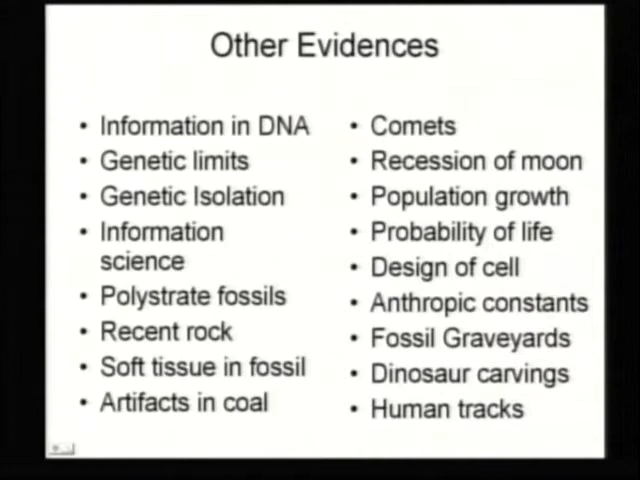 Other Evidences
• Information in DNA
• Genetic limits
• Genetic Isolation
• Information
science
• Polystrate fossils
• Recent rock
• Soft tissue in fossil
• Artifacts in coal
• Comets
• Recession of moon
• Population growth
• Probability of life
• Design of cell
• Anthropic constants
• Fossil Graveyards
• Dinosaur carvings
• Human tracks